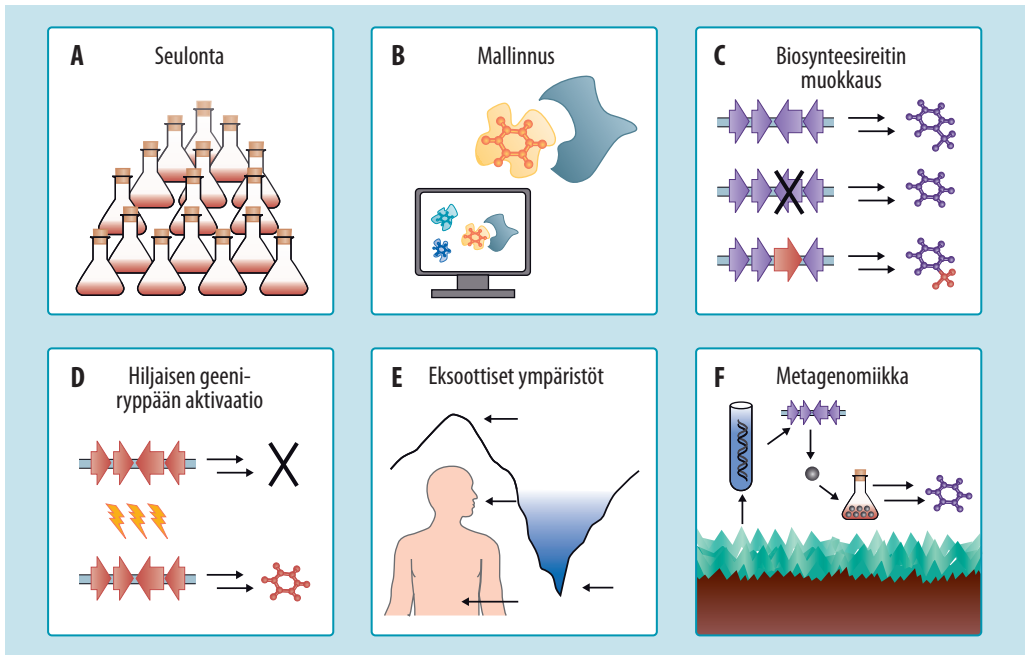 A Seulonta
B Mallinnus
C Biosynteesireitin
muokkaus
D Hiljaisen geeni-
ryppään aktivaatio
E Eksoottiset ympäristöt
F Metagenomiikka